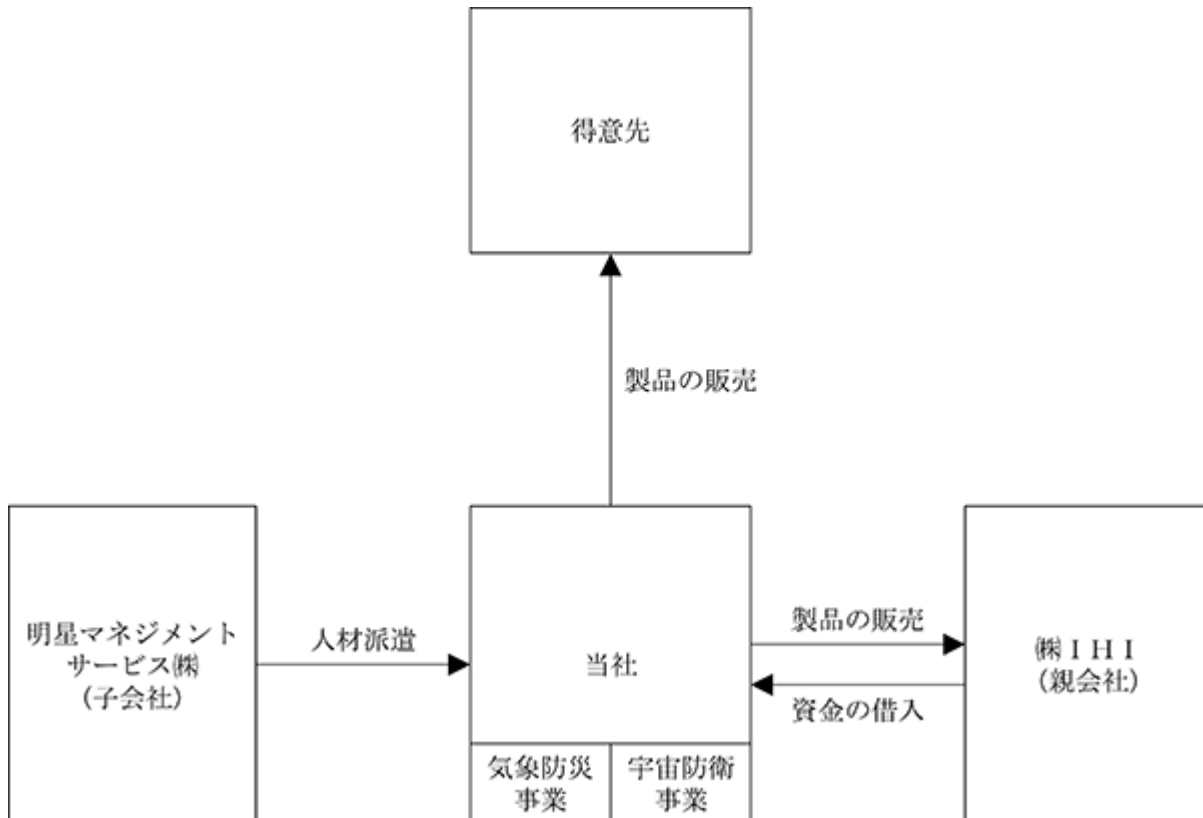 得意先
製品の販売
明星マネジメント
サービス㈱
(子会社)
人材派遣
当社
製品の販売
資金の借入
㈱ＩＨＩ
(親会社)
気象防災
事業
宇宙防衛
事業